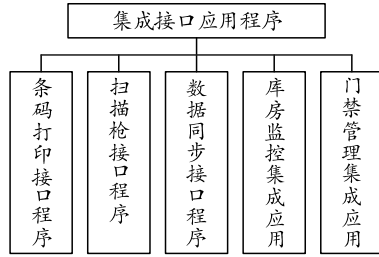 集成接口应用程序
条码打印接口程序
扫描枪接口程序
数据同步接口程序
库房监控集成应用
门禁管理集成应用